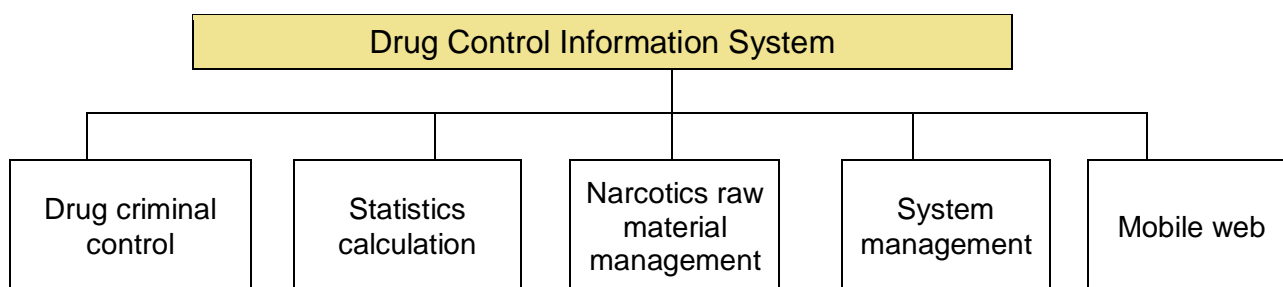 Drug Control Information System
Drug criminal
control
Statistics
calculation
Narcotics raw
material
management
System
management
Mobile web